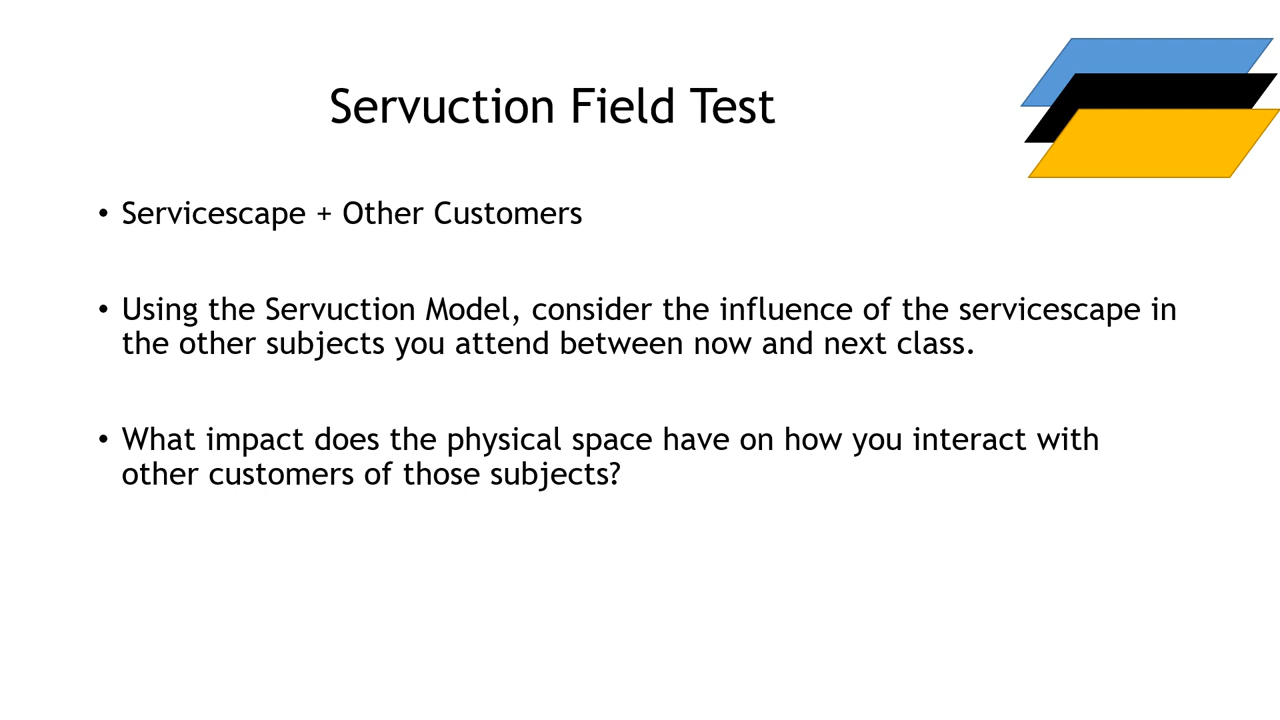 Servuction Field Test
• Servicescape + Other Customers
• Using the Servuction Model, consider the influence of the servicescape in
the other subjects you attend between now and next class.
• What impact does the physical space have on how you interact with
other customers of those subjects?